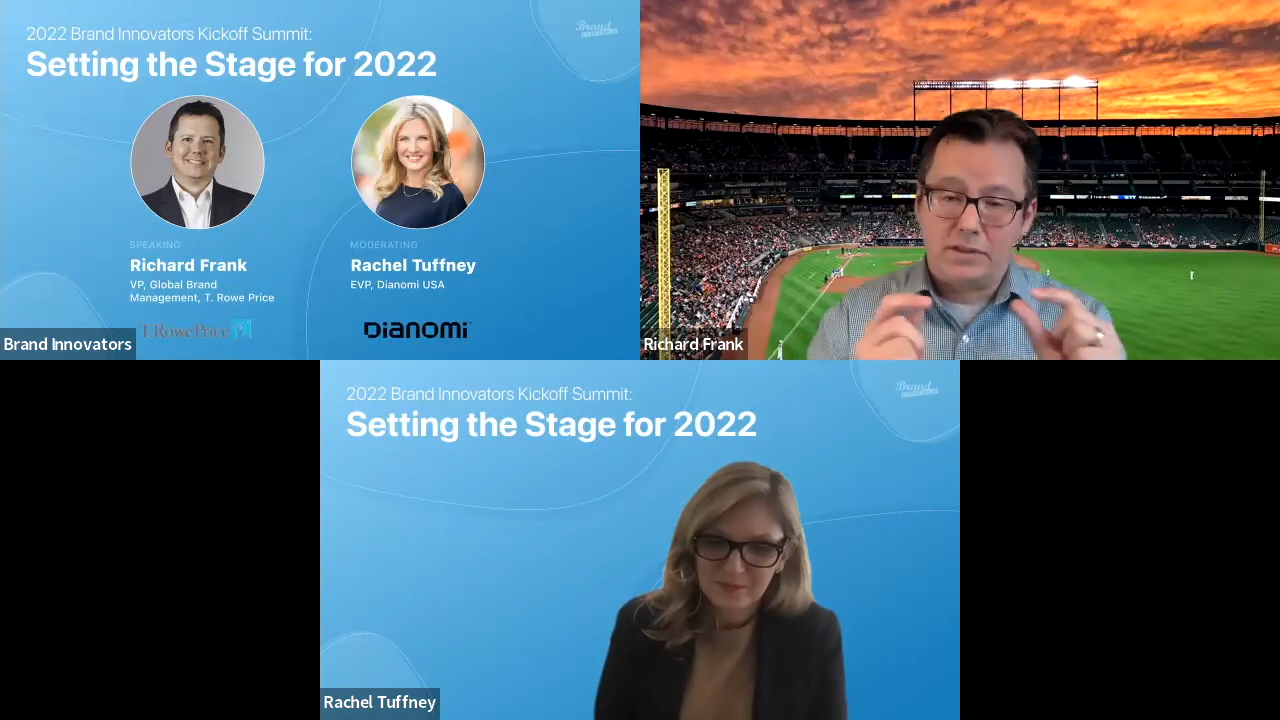 2022 Brand Innovators Kickoff Summit:
Setting the Stage for 2022
Brand
INNOVATORS
SPEAKING
Richard Frank
VP, Global Brand
Management, T. Rowe Price
T.RowePrice
MODERATING
Rachel Tuffney
EVP, Dianomi USA
DIANOMI
Brand Innovators
Richard Frank
2022 Brand Innovators Kickoff Summit:
Setting the Stage for 2022
Brand
INNOVATORS
Rachel Tuffney